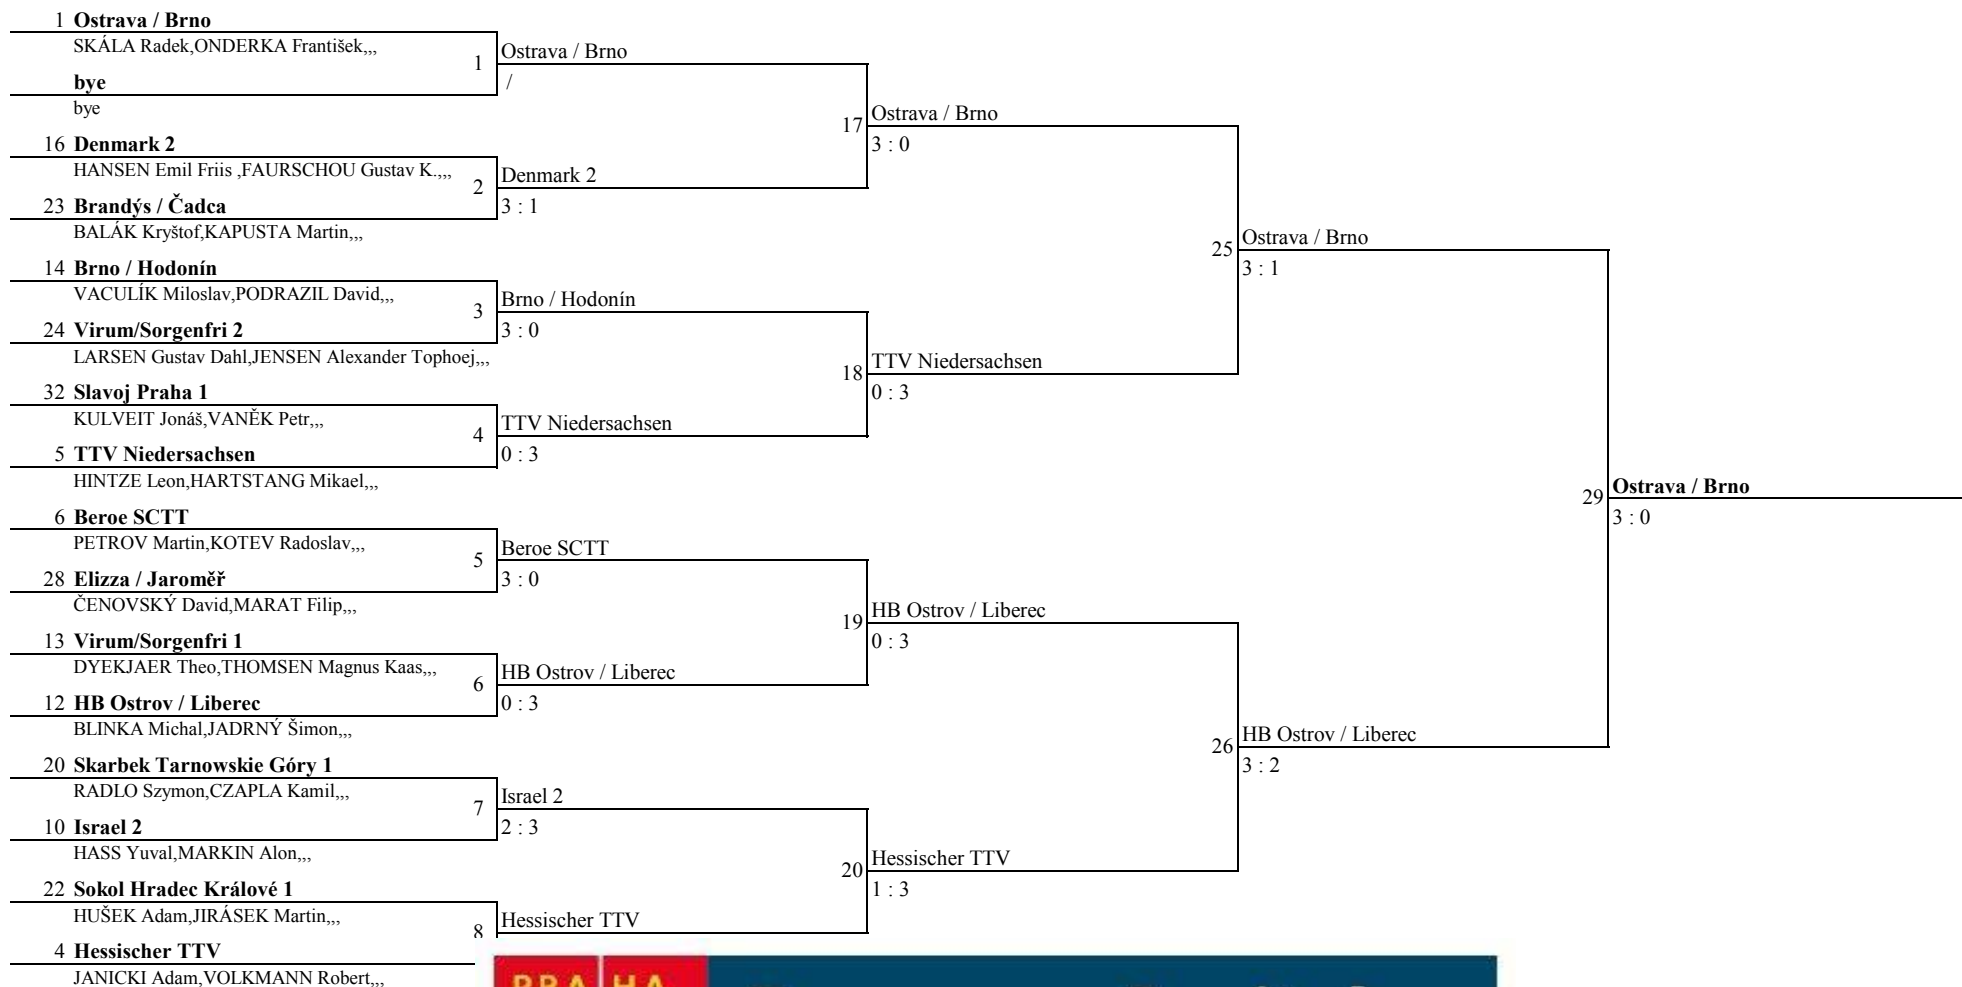 1 Ostrava / Brno
SKÁLA Radek,ONDERKA František,,,
1 Ostrava / Brno
bye
/
bye
17 Ostrava / Brno
3 : 0
16 Denmark 2
HANSEN Emil Friis ,FAURSCHOU Gustav K.,,,
2 Denmark 2
23 Brandýs / Čadca
3 : 1
BALÁK Kryštof,KAPUSTA Martin,,,
25 Ostrava / Brno
3 : 1
14 Brno / Hodonín
VACULÍK Miloslav,PODRAZIL David,,,
3 Brno / Hodonín
24 Virum/Sorgenfri 2
3 : 0
LARSEN Gustav Dahl,JENSEN Alexander Tophoej,,,
18 TTV Niedersachsen
0 : 3
32 Slavoj Praha 1
KULVEIT Jonáš,VANĚK Petr,,,
4 TTV Niedersachsen
5 TTV Niedersachsen
0 : 3
HINTZE Leon,HARTSTANG Mikael,,,
29 Ostrava / Brno
3 : 0
6 Beroe SCTT
PETROV Martin,KOTEV Radoslav,,,
5 Beroe SCTT
28 Elizza / Jaroměř
3 : 0
ČENOVSKÝ David,MARAT Filip,,,
19 HB Ostrov / Liberec
0 : 3
13 Virum/Sorgenfri 1
DYEKJAER Theo,THOMSEN Magnus Kaas,,,
6 HB Ostrov / Liberec
12 HB Ostrov / Liberec
0 : 3
BLINKA Michal,JADRNÝ Šimon,,,
26 HB Ostrov / Liberec
3 : 2
20 Skarbek Tarnowskie Góry 1
RADLO Szymon,CZAPLA Kamil,,,
7 Israel 2
10 Israel 2
2 : 3
HASS Yuval,MARKIN Alon,,,
20 Hessischer TTV
1 : 3
22 Sokol Hradec Králové 1
HUŠEK Adam,JIRÁSEK Martin,,,
8 Hessischer TTV
4 Hessischer TTV
JANICKI Adam,VOLKMANN Robert,,,
PRA HA